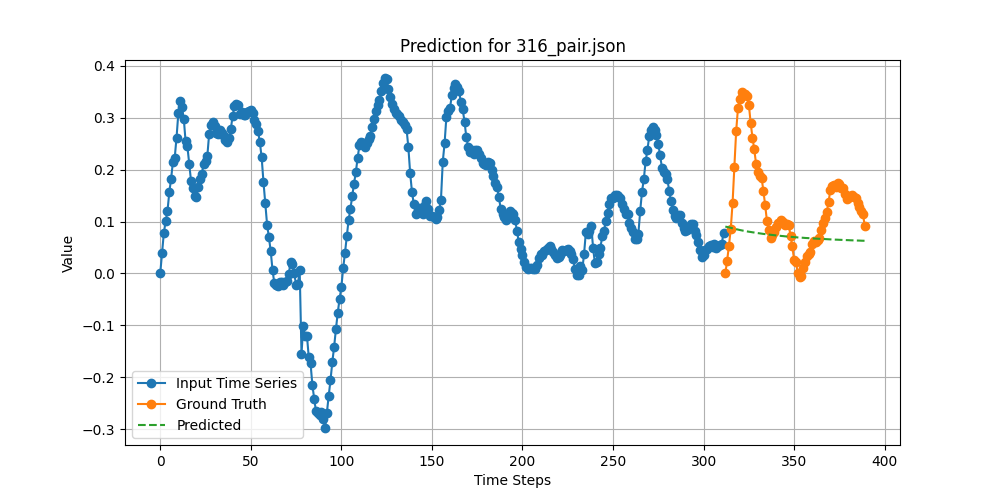 Prediction for 316_pair.json
Value
0.4
0.3
0.2
0.1
0.0
−0.1
−0.2
−0.3
Input Time Series
Ground Truth
Predicted
0 50 100 150 200 250 300 350 400
Time Steps